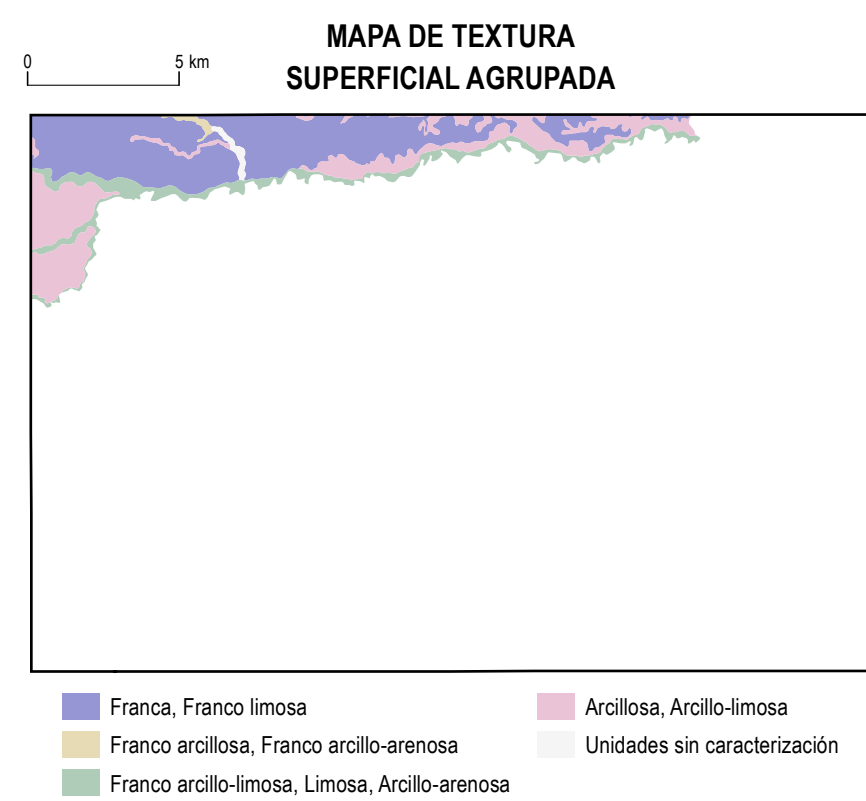 MAPA DE TEXTURA
SUPERFICIAL AGRUPADA
0 5 km
Franca, Franco limosa
Franco arcillosa, Franco arcillo-arenosa
Franco arcillo-limosa, Limosa, Arcillo-arenosa
Arcillosa, Arcillo-limosa
Unidades sin caracterización